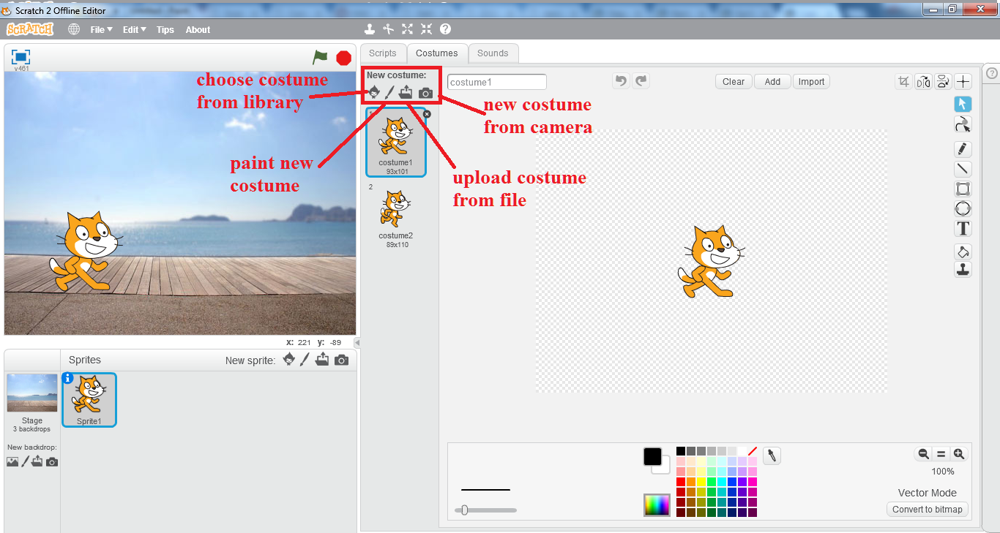 Scratch 2 Offline Editor
SCRATCH
File Edit Tips About
Scripts Costumes Sounds
v461
New costume:
costume1
Clear Add Import
choose costume
from library
new costume
from camera
paint new
costume
upload costume
from file
1
costume1
93x101
2
costume2
89x110
x: 221 y: -89
Sprites New sprite:
Stage
3 backdrops
New backdrop:
Sprite1
T
100%
Vector Mode
Convert to bitmap